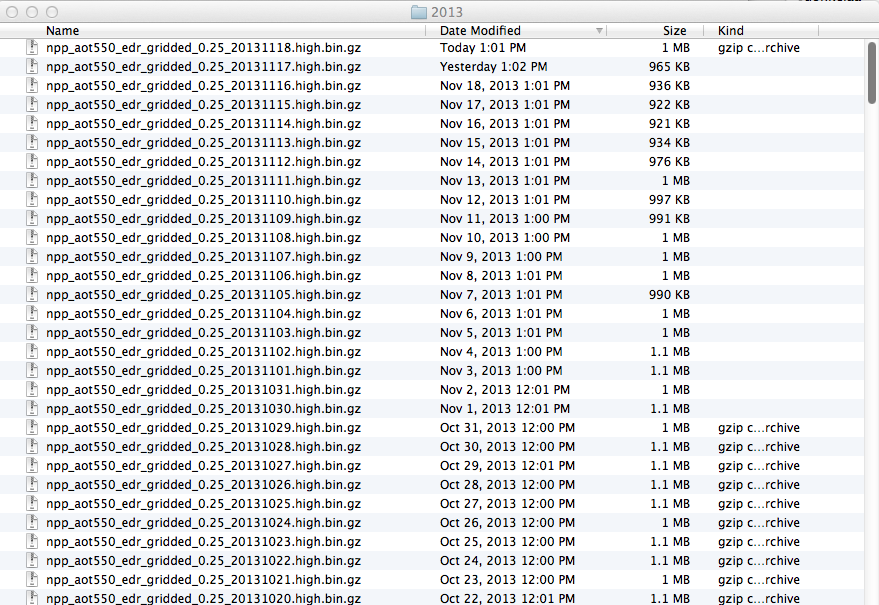 2013
Name Date Modified Size Kind
npp_aot550_edr_gridded_0.25_20131118.high.bin.gz Today 1:01 PM 1 MB gzip c...rchive
npp_aot550_edr_gridded_0.25_20131117.high.bin.gz Yesterday 1:02 PM 965 KB
npp_aot550_edr_gridded_0.25_20131116.high.bin.gz Nov 18, 2013 1:01 PM 936 KB
npp_aot550_edr_gridded_0.25_20131115.high.bin.gz Nov 17, 2013 1:01 PM 922 KB
npp_aot550_edr_gridded_0.25_20131114.high.bin.gz Nov 16, 2013 1:01 PM 921 KB
npp_aot550_edr_gridded_0.25_20131113.high.bin.gz Nov 15, 2013 1:01 PM 934 KB
npp_aot550_edr_gridded_0.25_20131112.high.bin.gz Nov 14, 2013 1:01 PM 976 KB
npp_aot550_edr_gridded_0.25_20131111.high.bin.gz Nov 13, 2013 1:01 PM 1 MB
npp_aot550_edr_gridded_0.25_20131110.high.bin.gz Nov 12, 2013 1:01 PM 997 KB
npp_aot550_edr_gridded_0.25_20131109.high.bin.gz Nov 11, 2013 1:00 PM 991 KB
npp_aot550_edr_gridded_0.25_20131108.high.bin.gz Nov 10, 2013 1:00 PM 1 MB
npp_aot550_edr_gridded_0.25_20131107.high.bin.gz Nov 9, 2013 1:00 PM 1 MB
npp_aot550_edr_gridded_0.25_20131106.high.bin.gz Nov 8, 2013 1:01 PM 1 MB
npp_aot550_edr_gridded_0.25_20131105.high.bin.gz Nov 7, 2013 1:01 PM 990 KB
npp_aot550_edr_gridded_0.25_20131104.high.bin.gz Nov 6, 2013 1:01 PM 1 MB
npp_aot550_edr_gridded_0.25_20131103.high.bin.gz Nov 5, 2013 1:01 PM 1 MB
npp_aot550_edr_gridded_0.25_20131102.high.bin.gz Nov 4, 2013 1:00 PM 1.1 MB
npp_aot550_edr_gridded_0.25_20131101.high.bin.gz Nov 3, 2013 1:00 PM 1.1 MB
npp_aot550_edr_gridded_0.25_20131031.high.bin.gz Nov 2, 2013 12:01 PM 1 MB
npp_aot550_edr_gridded_0.25_20131030.high.bin.gz Nov 1, 2013 12:01 PM 1.1 MB
npp_aot550_edr_gridded_0.25_20131029.high.bin.gz Oct 31, 2013 12:00 PM 1 MB gzip c...rchive
npp_aot550_edr_gridded_0.25_20131028.high.bin.gz Oct 30, 2013 12:00 PM 1.1 MB gzip c...rchive
npp_aot550_edr_gridded_0.25_20131027.high.bin.gz Oct 29, 2013 12:01 PM 1.1 MB gzip c...rchive
npp_aot550_edr_gridded_0.25_20131026.high.bin.gz Oct 28, 2013 12:00 PM 1.1 MB gzip c...rchive
npp_aot550_edr_gridded_0.25_20131025.high.bin.gz Oct 27, 2013 12:00 PM 1.1 MB gzip c...rchive
npp_aot550_edr_gridded_0.25_20131024.high.bin.gz Oct 26, 2013 12:00 PM 1 MB gzip c...rchive
npp_aot550_edr_gridded_0.25_20131023.high.bin.gz Oct 25, 2013 12:00 PM 1.1 MB gzip c...rchive
npp_aot550_edr_gridded_0.25_20131022.high.bin.gz Oct 24, 2013 12:00 PM 1.1 MB gzip c...rchive
npp_aot550_edr_gridded_0.25_20131021.high.bin.gz Oct 23, 2013 12:00 PM 1 MB gzip c...rchive
npp_aot550_edr_gridded_0.25_20131020.high.bin.gz Oct 22, 2013 12:01 PM 1.1 MB gzip c...rchive